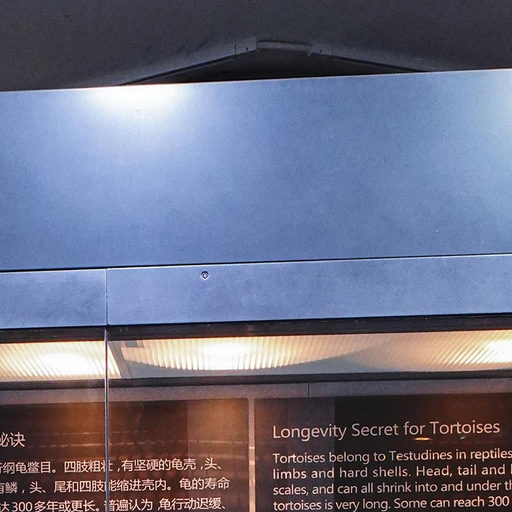 秘诀
行纲龟鳖目。四肢粗壮,有坚硬的龟壳,头、
有鳞,头、尾和四肢能缩进壳内。龟的寿命
达300多年或更长。普遍认为,龟行动迟缓、
Longevity Secret for Tortoises
Tortoises belong to Testudines in reptiles
limbs and hard shells. Head, tail and
scales, and can all shrink into and under th
tortoises is very long. Some can reach 300